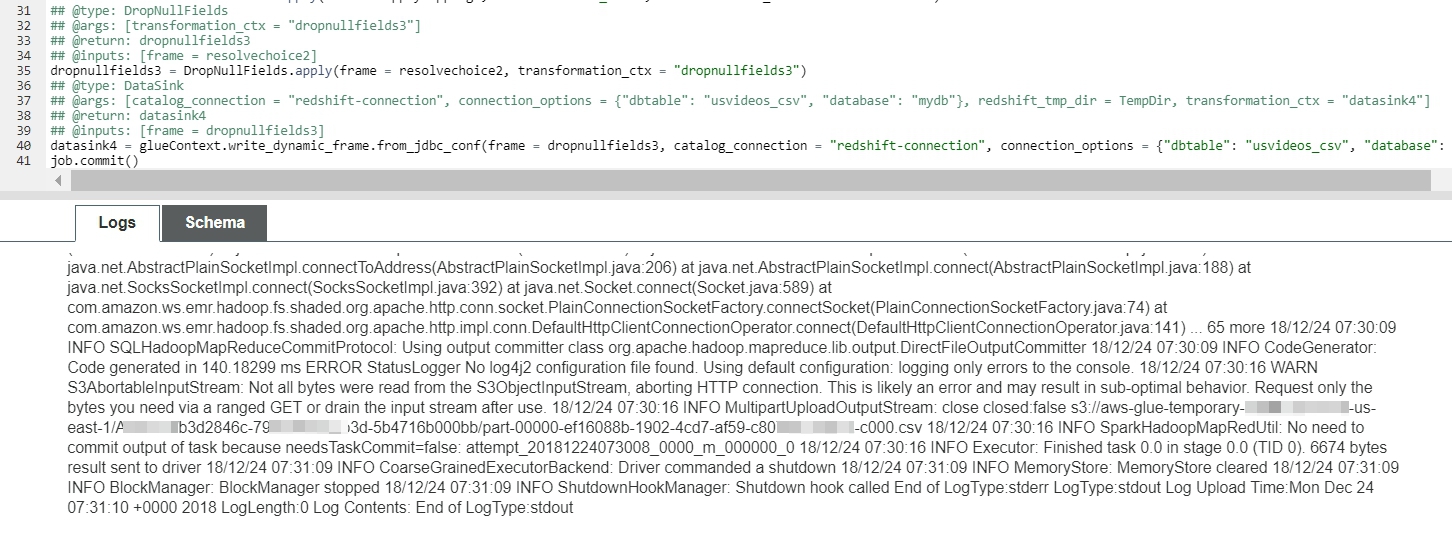 31 ## @type: DropNullFields
32 ## @args: [transformation_ctx = "dropnullfields3"]
33 ## @return: dropnullfields3
34 ## @inputs: [frame = resolvechoice2]
35 dropnullfields3 = DropNullFields.apply(frame = resolvechoice2, transformation_ctx = "dropnullfields3")
36 ## @type: DataSink
37 ## @args: [catalog_connection = "redshift-connection", connection_options = {"dbtable": "usvideos_csv", "database": "mydb"}, redshift_tmp_dir = TempDir, transformation_ctx = "datasink4"]
38 ## @return: datasink4
39 ## @inputs: [frame = dropnullfields3]
40 datasink4 = glueContext.write_dynamic_frame.from_jdbc_conf(frame = dropnullfields3, catalog_connection = "redshift-connection", connection_options = {"dbtable": "usvideos_csv", "database":
41 job.commit()
Logs Schema
java.net.AbstractPlainSocketImpl.connectToAddress(AbstractPlainSocketImpl.java:206) at java.net.AbstractPlainSocketImpl.connect(AbstractPlainSocketImpl.java:188) at
java.net.SocksSocketImpl.connect(SocksSocketImpl.java:392) at java.net.Socket.connect(Socket.java:589) at
com.amazon.ws.emr.hadoop.fs.shaded.org.apache.http.conn.socket.PlainConnectionSocketFactory.connectSocket(PlainConnectionSocketFactory.java:74) at
com.amazon.ws.emr.hadoop.fs.shaded.org.apache.http.impl.conn.DefaultHttpClientConnectionOperator.connect(DefaultHttpClientConnectionOperator.java:141) ... 65 more 18/12/24 07:30:09
INFO SQLHadoopMapReduceCommitProtocol: Using output committer class org.apache.hadoop.mapreduce.lib.output.DirectFileOutputCommitter 18/12/24 07:30:09 INFO CodeGenerator:
Code generated in 140.18299 ms ERROR StatusLogger No log4j2 configuration file found. Using default configuration: logging only errors to the console. 18/12/24 07:30:16 WARN
S3AbortableInputStream: Not all bytes were read from the S3ObjectInputStream, aborting HTTP connection. This is likely an error and may result in sub-optimal behavior. Request only the
bytes you need via a ranged GET or drain the input stream after use. 18/12/24 07:30:16 INFO MultipartUploadOutputStream: close closed:false s3://aws-glue-temporary- -us-
east-1/A b3d2846c-79 3d-5b4716b000bb/part-00000-ef16088b-1902-4cd7-af59-c80 -c000.csv 18/12/24 07:30:16 INFO SparkHadoopMapRedUtil: No need to
commit output of task because needsTaskCommit=false: attempt_20181224073008_0000_m_000000_0 18/12/24 07:30:16 INFO Executor: Finished task 0.0 in stage 0.0 (TID 0). 6674 bytes
result sent to driver 18/12/24 07:31:09 INFO CoarseGrainedExecutorBackend: Driver commanded a shutdown 18/12/24 07:31:09 INFO MemoryStore: MemoryStore cleared 18/12/24 07:31:09
INFO BlockManager: BlockManager stopped 18/12/24 07:31:09 INFO ShutdownHookManager: Shutdown hook called End of LogType:stderr LogType:stdout Log Upload Time:Mon Dec 24
07:31:10 +0000 2018 LogLength:0 Log Contents: End of LogType:stdout